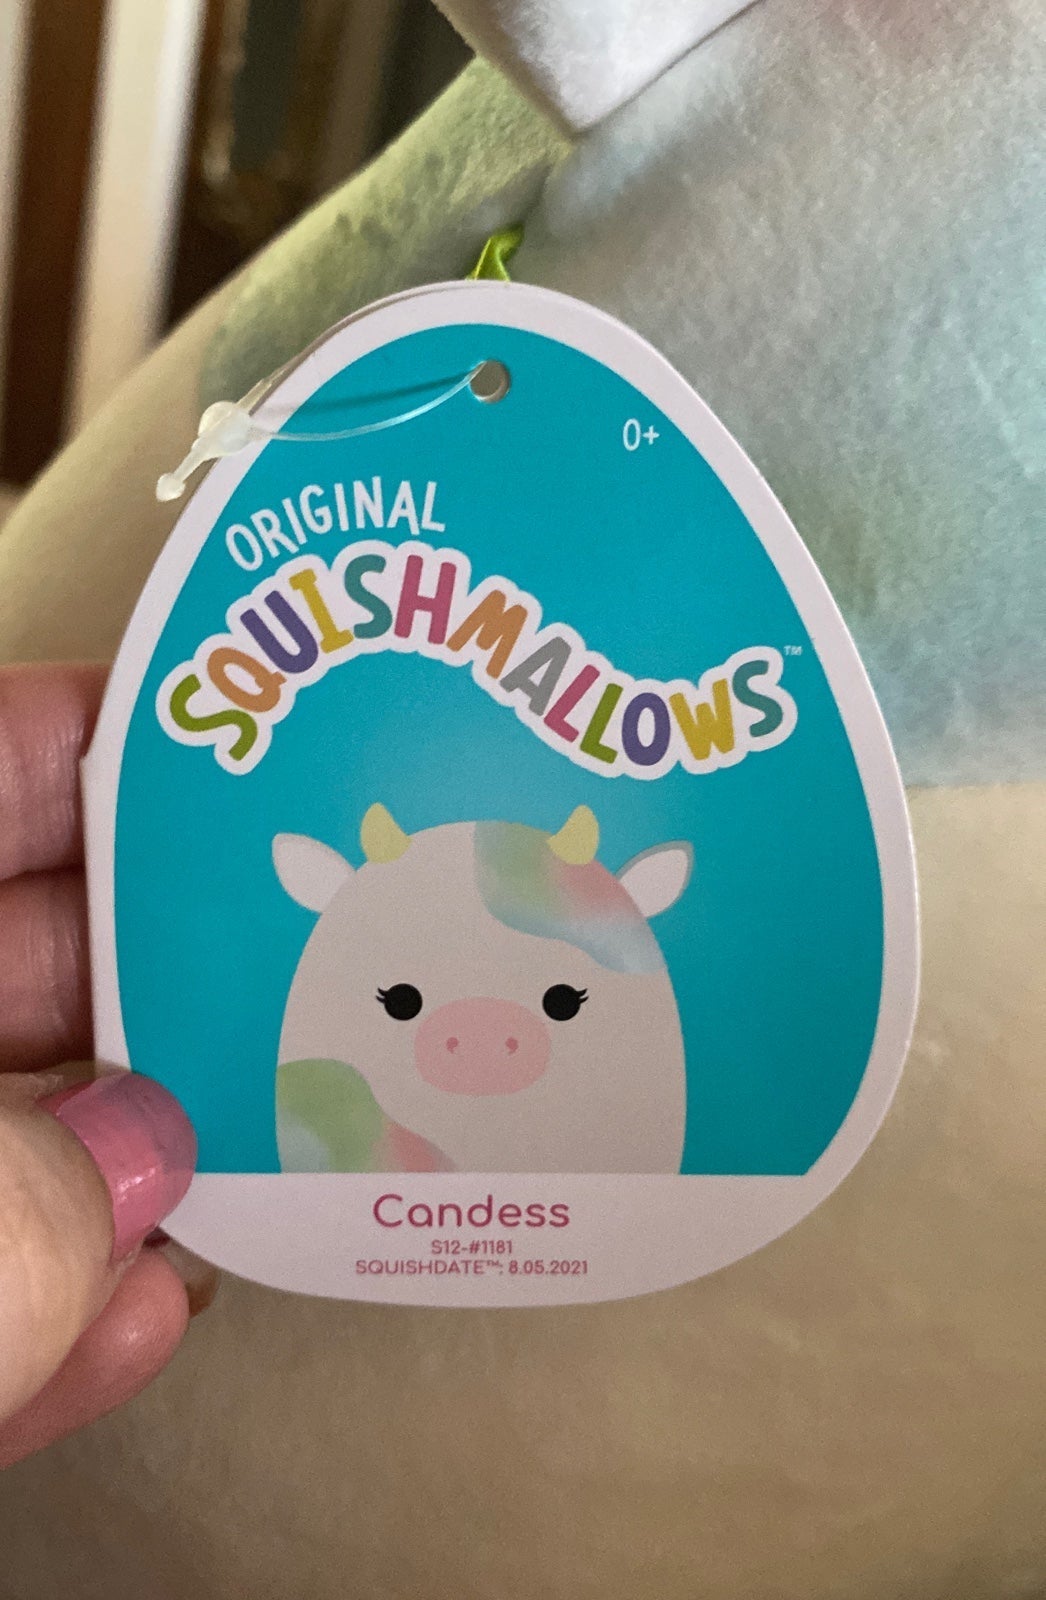 0+
ORIGINAL
SQUISHMALLOWS™
Candess
S12-#1181
SQUISHDATE™: 8.05.2021